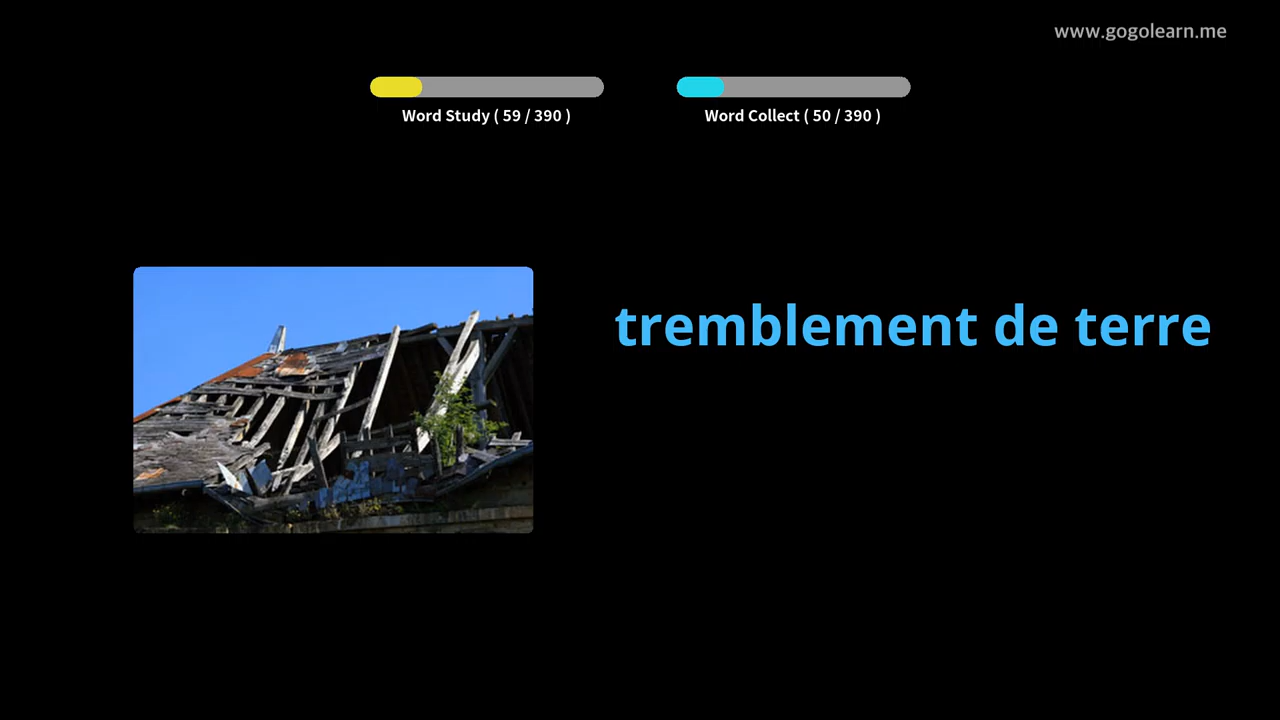 www.gogolearn.me
Word Study ( 59 / 390 )
Word Collect ( 50 / 390 )
tremblement de terre